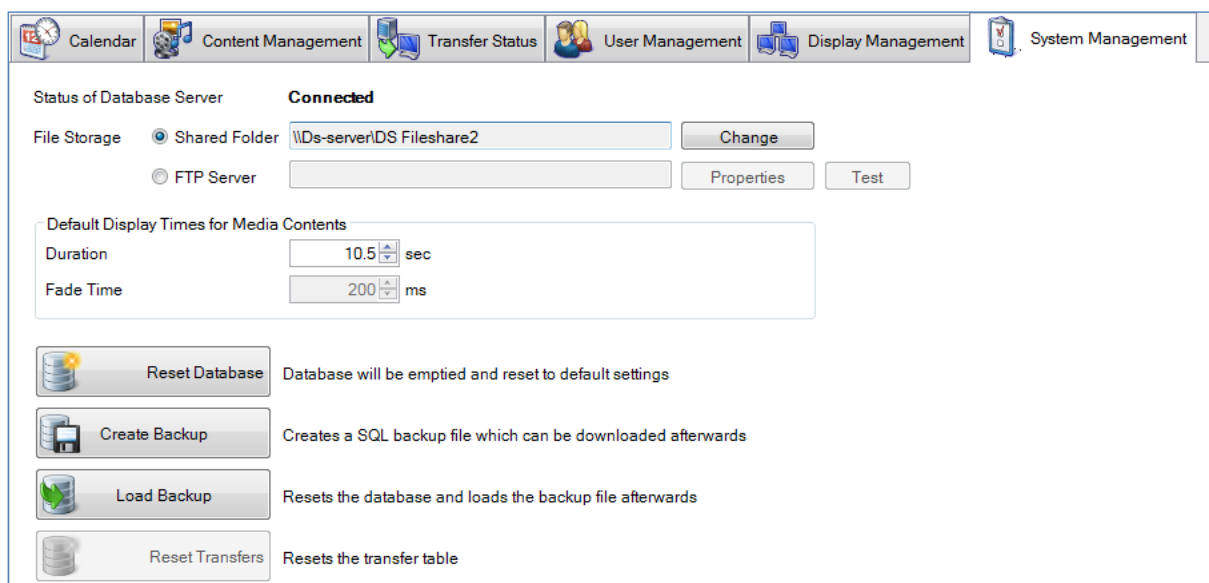 Calendar Content Management Transfer Status User Management Display Management System Management
Status of Database Server Connected
File Storage Shared Folder \\Ds-server\DS Fileshare2 Change
FTP Server Properties Test
Default Display Times for Media Contents
Duration 10.5 sec
Fade Time 200 ms
Reset Database Database will be emptied and reset to default settings
Create Backup Creates a SQL backup file which can be downloaded afterwards
Load Backup Resets the database and loads the backup file afterwards
Reset Transfers Resets the transfer table